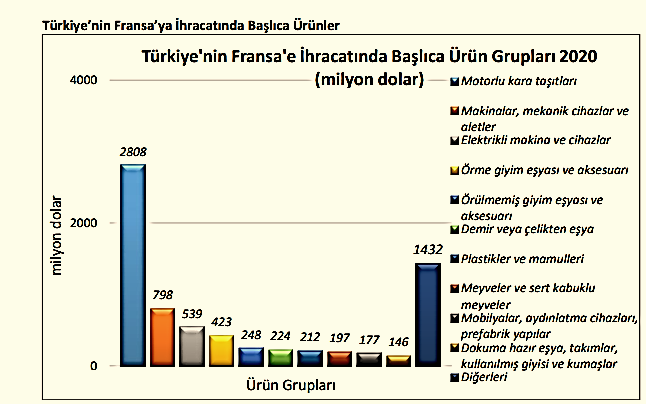 Türkiye’nin Fransa’ya İhracatında Başlıca Ürünler
Türkiye'nin Fransa'e İhracatında Başlıca Ürün Grupları 2020
(milyon dolar)
4000
2000
0
milyon dolar
2808
798
539
423
248
224
212
197
177
146
1432
Ürün Grupları
Motorlu kara taşıtları
Makinalar, mekanik cihazlar ve
aletler
Elektrikli makina ve cihazlar
Örme giyim eşyası ve aksesuarı
Örülmemiş giyim eşyası ve
aksesuarı
Demir veya çelikten eşya
Plastikler ve mamulleri
Meyveler ve sert kabuklu
meyveler
Mobilyalar, aydınlatma cihazları,
prefabrik yapılar
Dokuma hazır eşya, takımlar,
kullanılmış giyisi ve kumaşlar
Diğerleri